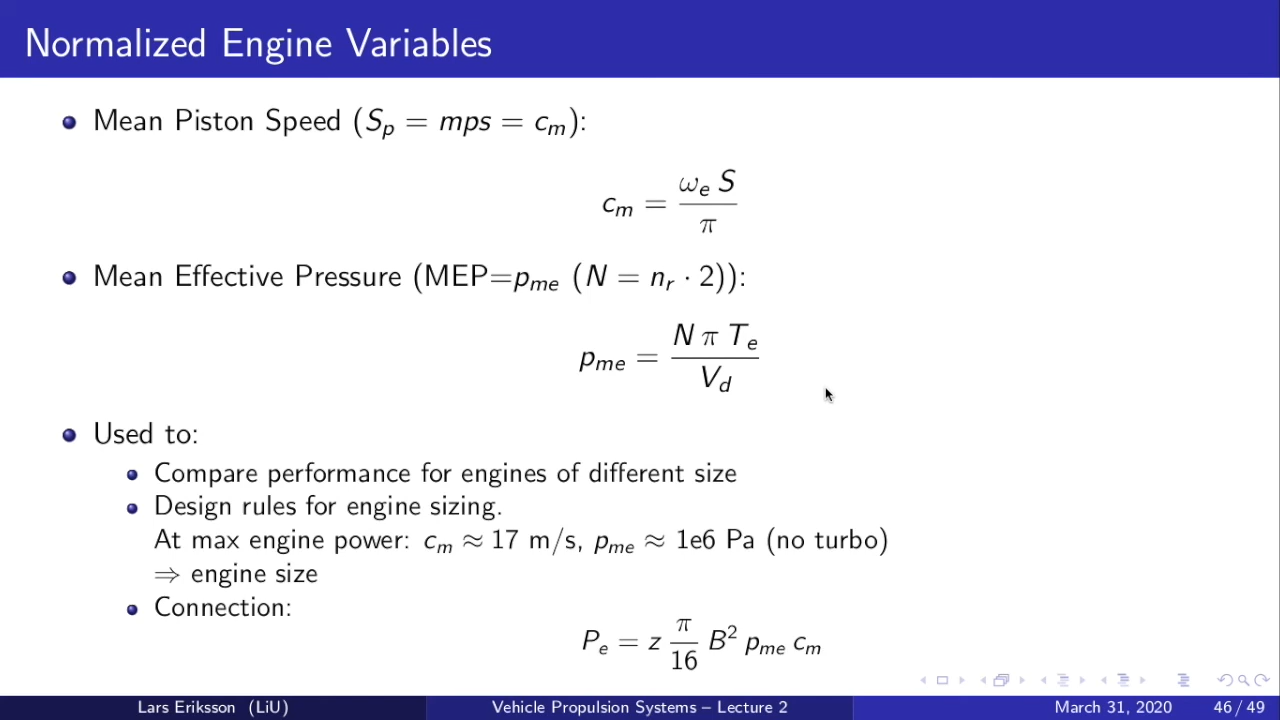 Normalized Engine Variables
Mean Piston Speed (S_p = mps = c_m):
c_m = ω_e S / π
Mean Effective Pressure (MEP=p_me (N = n_r · 2)):
p_me = N π T_e / V_d
Used to:
Compare performance for engines of different size
Design rules for engine sizing.
At max engine power: c_m ≈ 17 m/s, p_me ≈ 1e6 Pa (no turbo)
⇒ engine size
Connection:
P_e = z π/16 B² p_me c_m
Lars Eriksson (LiU) Vehicle Propulsion Systems – Lecture 2 March 31, 2020 46 / 49